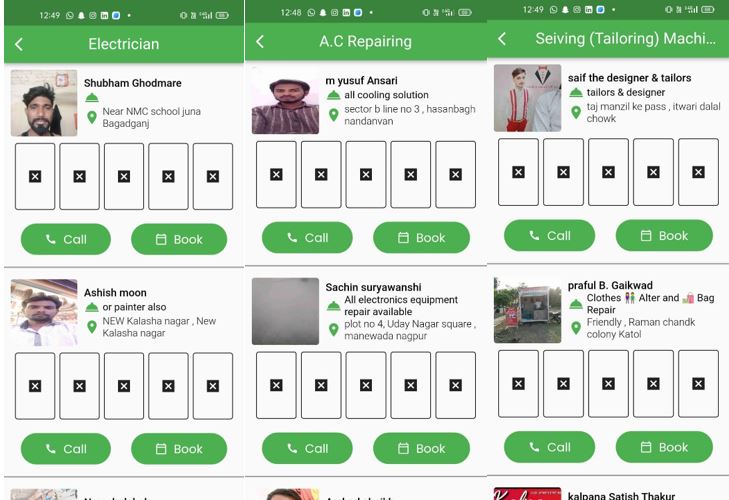 12:49
Electrician
Shubham Ghodmare
Near NMC school juna
Bagadganj
Call
Book
Ashish moon
or painter also
NEW Kalasha nagar , New
Kalasha nagar
Call
Book
12:48
A.C Repairing
m yusuf Ansari
all cooling solution
sector b line no 3 , hasanbagh
nandanvan
Call
Book
Sachin suryawanshi
All electronics equipment
repair available
plot no 4, Uday Nagar square ,
manewada nagpur
Call
Book
12:49
Seiving (Tailoring) Machi...
saif the designer & tailors
tailors & designer
taj manzil ke pass , itwari dalal
chowk
Call
Book
praful B. Gaikwad
Clothes 👫 Alter and 🛍️ Bag
Repair
Friendly , Raman chandk
colony Katol
Call
Book
kalpana Satish Thakur